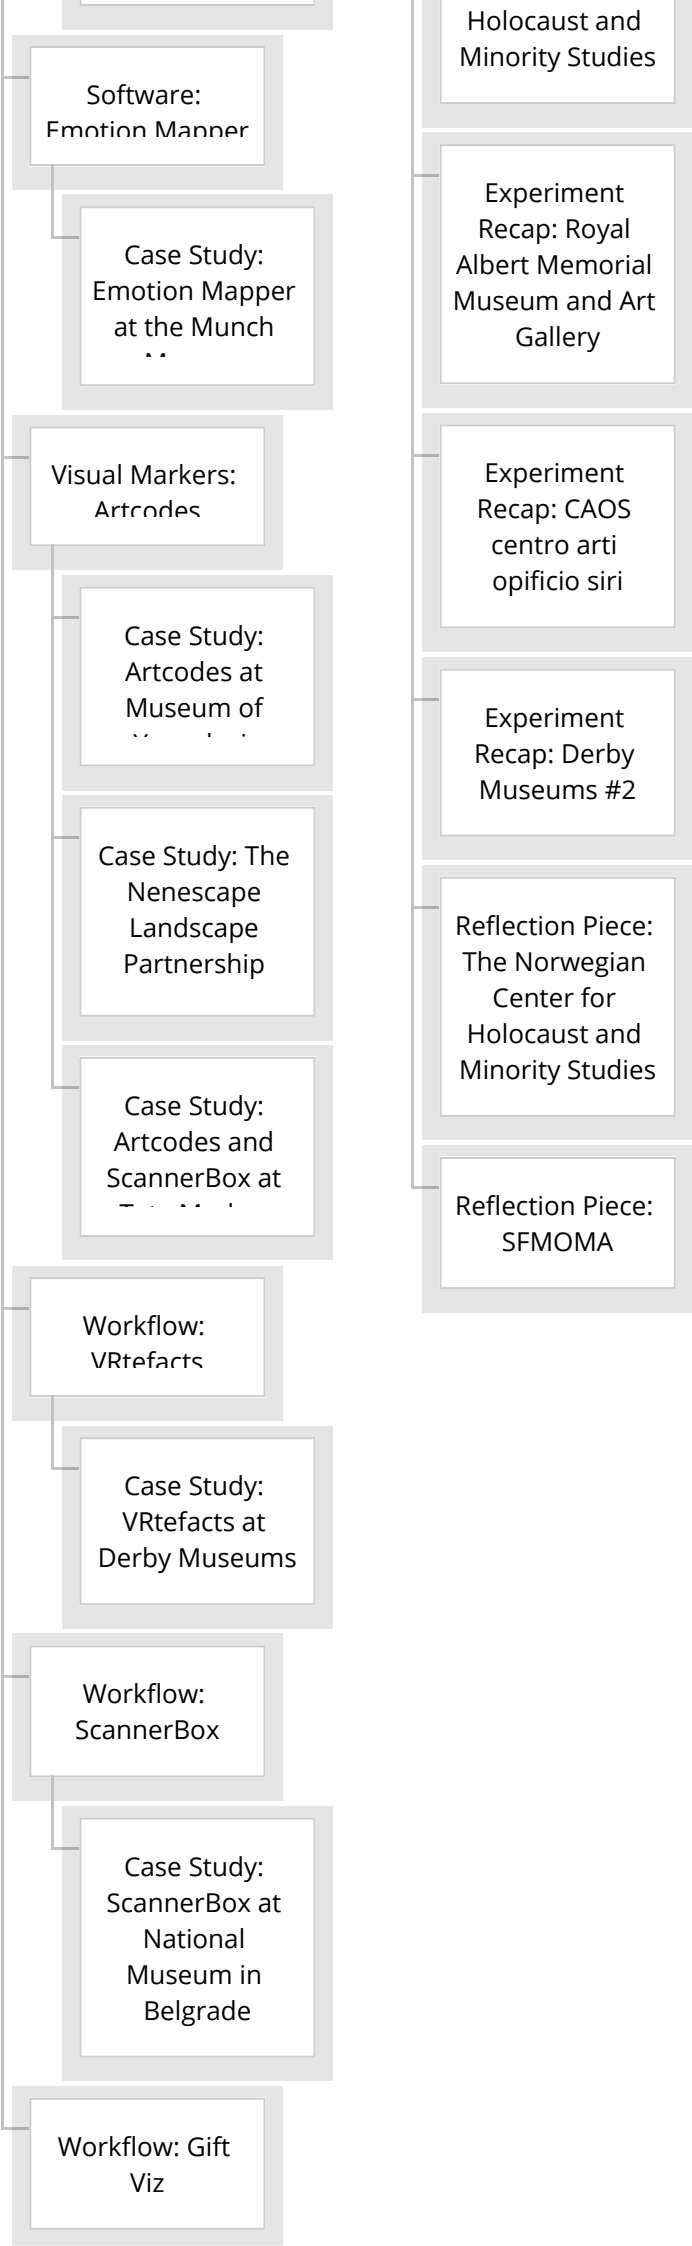 Software:
Emotion Mapper
Case Study:
Emotion Mapper
at the Munch
Visual Markers:
Artcodes
Case Study:
Artcodes at
Museum of
Case Study: The
Nenescape
Landscape
Partnership
Case Study:
Artcodes and
ScannerBox at
Workflow:
VRtefacts
Case Study:
VRtefacts at
Derby Museums
Workflow:
ScannerBox
Case Study:
ScannerBox at
National
Museum in
Belgrade
Workflow: Gift
Viz
Holocaust and
Minority Studies
Experiment
Recap: Royal
Albert Memorial
Museum and Art
Gallery
Experiment
Recap: CAOS
centro arti
opificio siri
Experiment
Recap: Derby
Museums #2
Reflection Piece:
The Norwegian
Center for
Holocaust and
Minority Studies
Reflection Piece:
SFMOMA